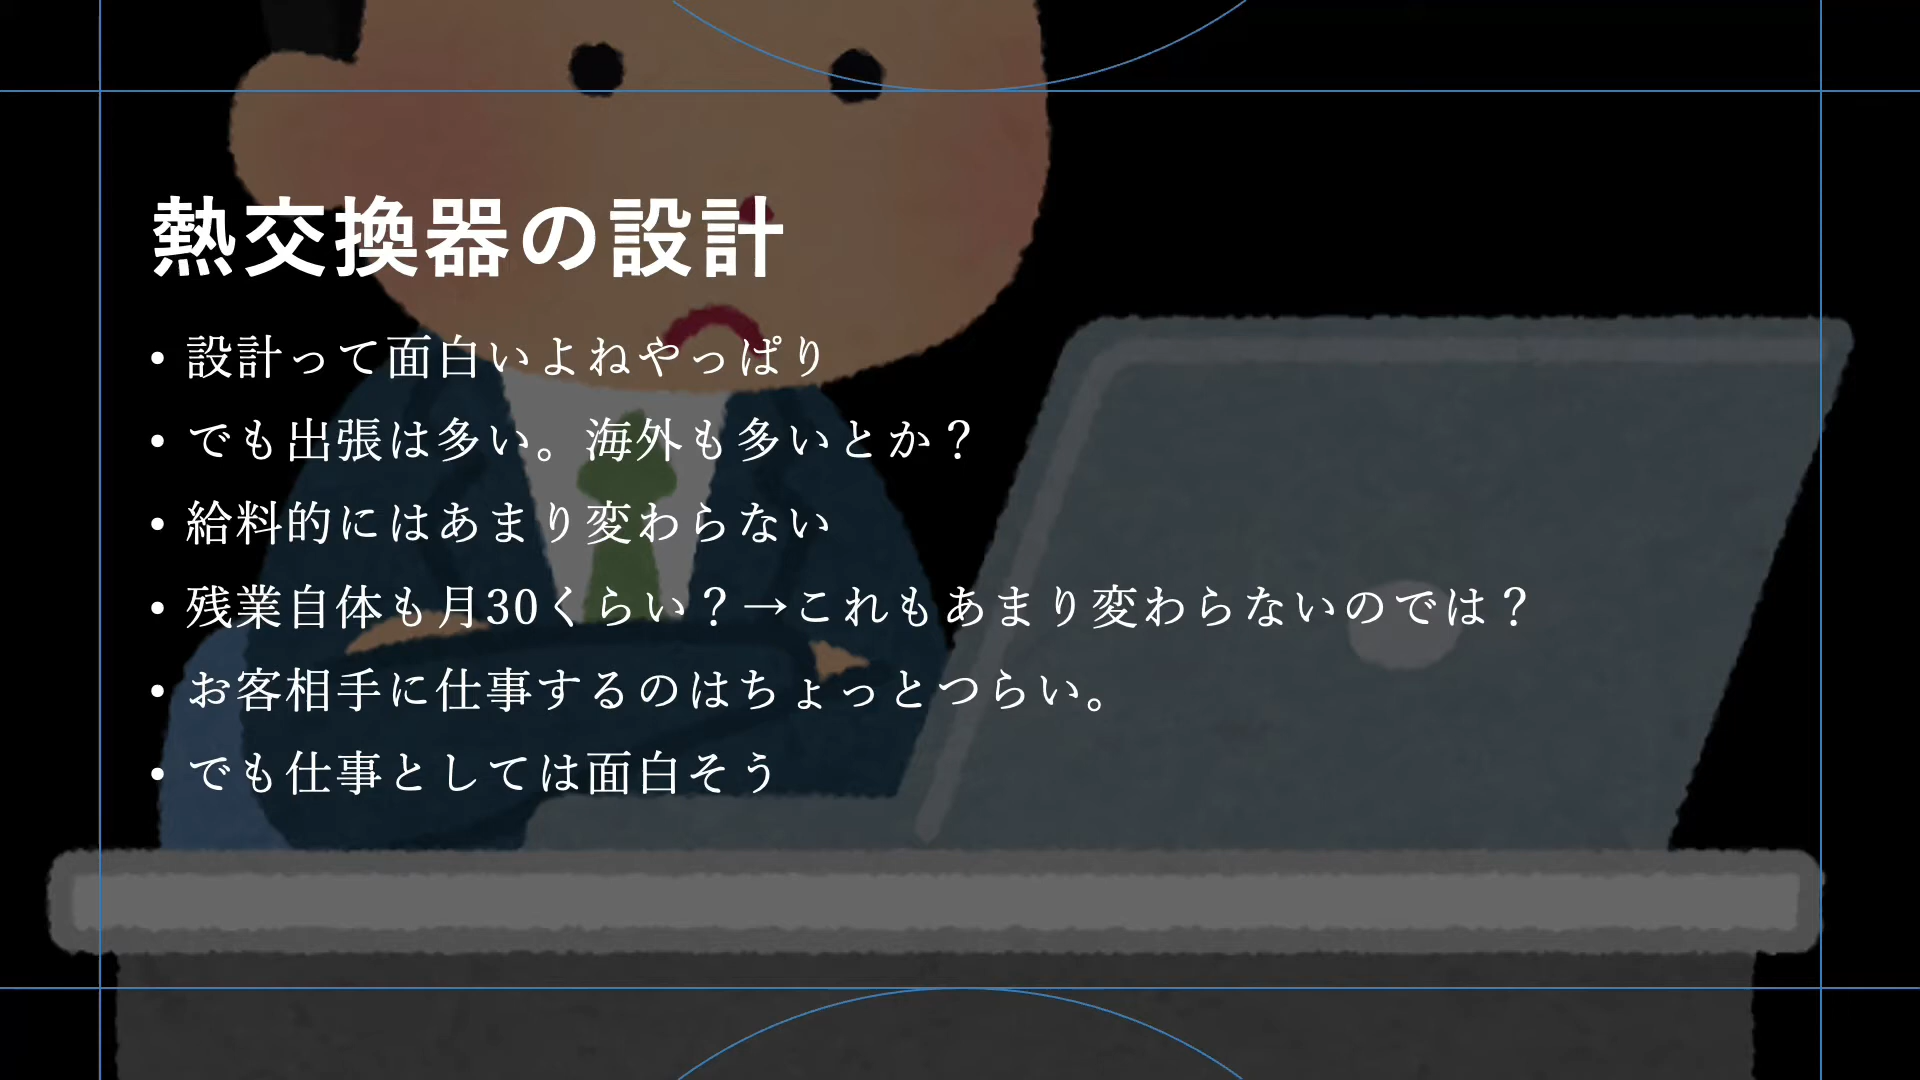 熱交換器の設計
• 設計って面白いよねやっぱり
• でも出張は多い。海外も多いとか？
• 給料的にはあまり変わらない
• 残業自体も月30くらい？→これもあまり変わらないのでは？
• お客相手に仕事するのはちょっとつらい。
• でも仕事としては面白そう